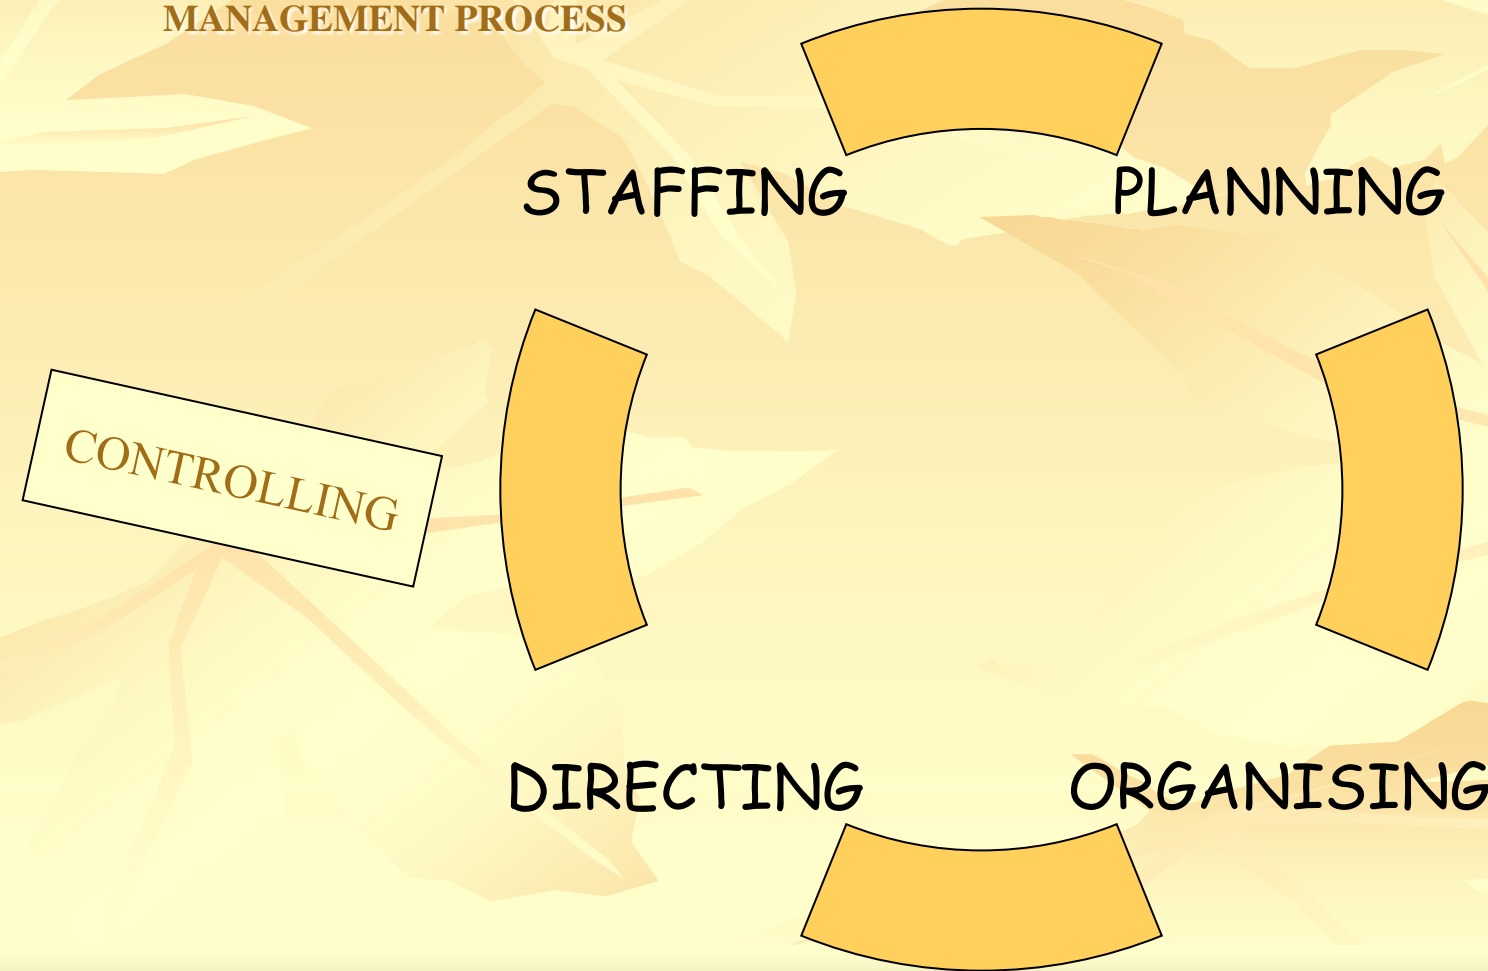 MANAGEMENT PROCESS
STAFFING
PLANNING
CONTROLLING
DIRECTING
ORGANISING